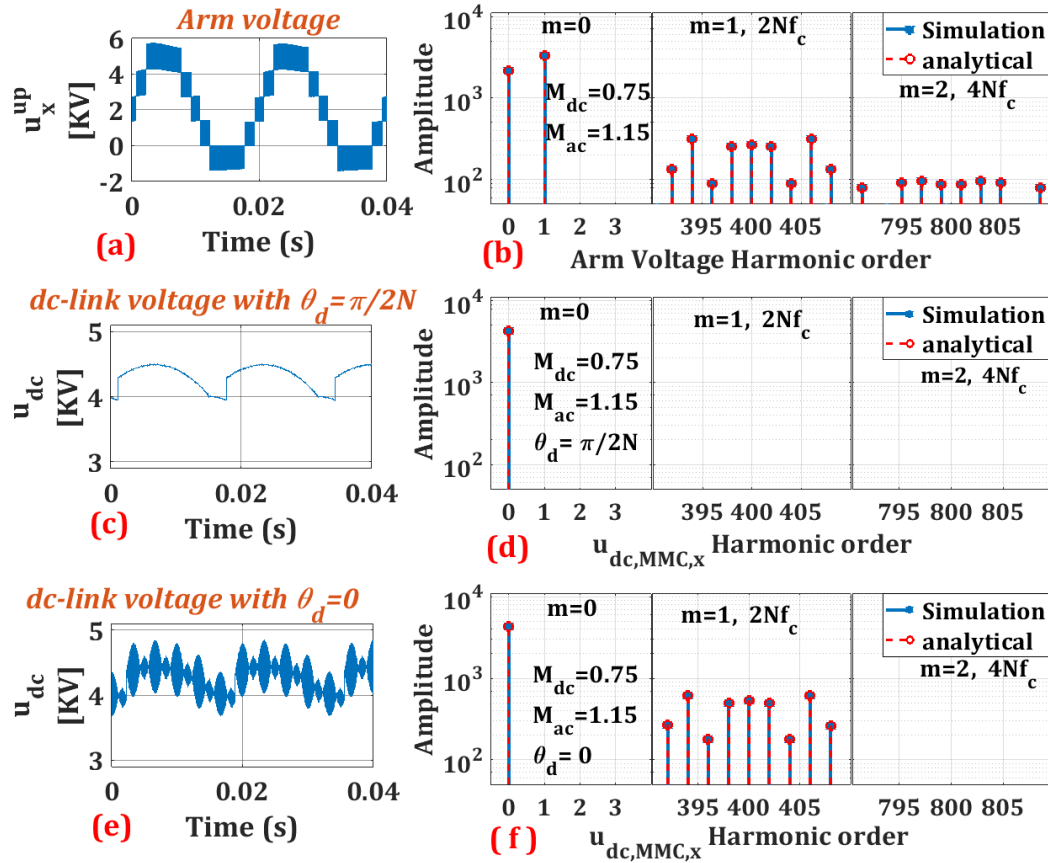 Arm voltage
u_x^up
[KV]
6
4
2
0
-2
0
0.02
0.04
Time (s)
(a)
Amplitude
10^4
10^3
10^2
m=0
M_dc=0.75
M_ac=1.15
m=1, 2Nf_c
Simulation
analytical
m=2, 4Nf_c
0 1 2 3
395 400 405
795 800 805
(b)
Arm Voltage Harmonic order
dc-link voltage with θ_d=π/2N
u_dc
[KV]
5
4
3
0
0.02
0.04
Time (s)
(c)
Amplitude
10^4
10^3
10^2
m=0
M_dc=0.75
M_ac=1.15
θ_d= π/2N
m=1, 2Nf_c
Simulation
analytical
m=2, 4Nf_c
0 1 2 3
395 400 405
795 800 805
(d)
u_dc,MMC,x Harmonic order
dc-link voltage with θ_d=0
u_dc
[KV]
5
4
3
0
0.02
0.04
Time (s)
(e)
Amplitude
10^4
10^3
10^2
m=0
M_dc=0.75
M_ac=1.15
θ_d= 0
m=1, 2Nf_c
Simulation
analytical
m=2, 4Nf_c
0 1 2 3
395 400 405
795 800 805
( f )
u_dc,MMC,x Harmonic order